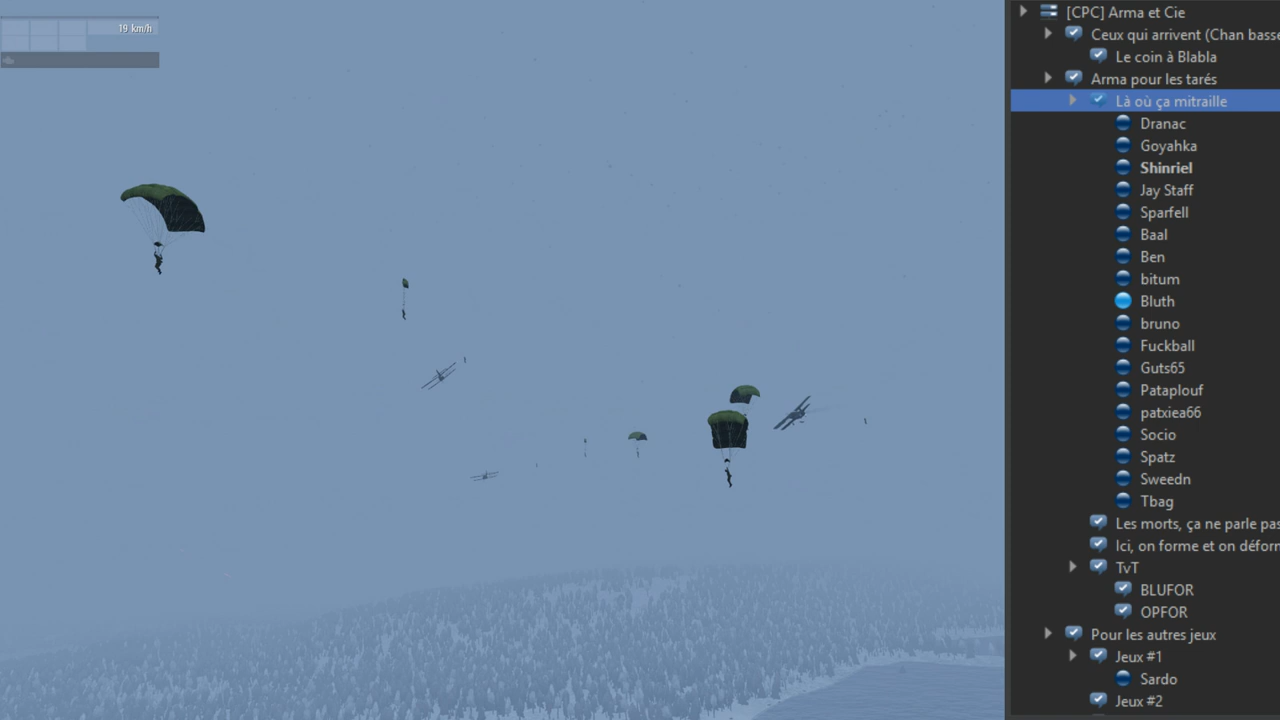 19 km/h
[CPC] Arma et Cie
Ceux qui arrivent (Chan basse
Le coin à Blabla
Arma pour les tarés
Là où ça mitraille
Dranac
Goyahka
Shinriel
Jay Staff
Sparfell
Baal
Ben
bitum
Bluth
bruno
Fuckball
Guts65
Pataplouf
patxiea66
Socio
Spatz
Sweedn
Tbag
Les morts, ça ne parle pas
Ici, on forme et on déforn
TvT
BLUFOR
OPFOR
Pour les autres jeux
Jeux #1
Sardo
Jeux #2